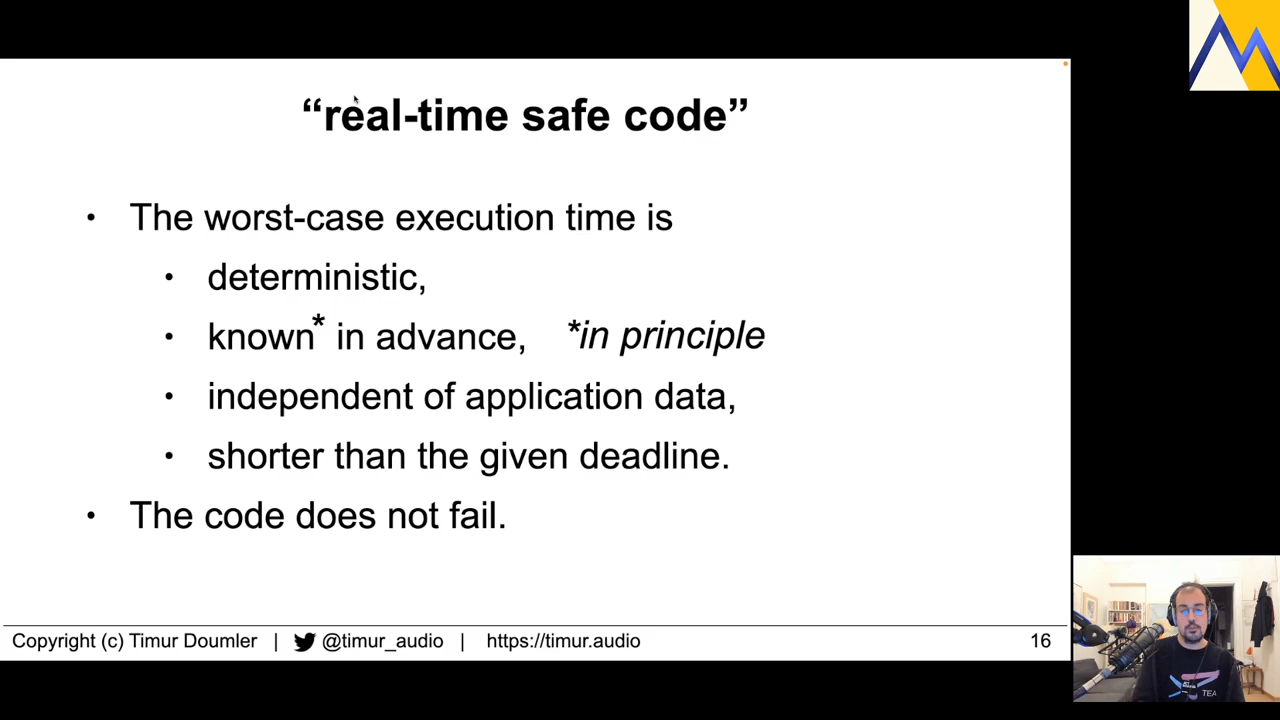 “real-time safe code”
• The worst-case execution time is
• deterministic,
• known* in advance, *in principle
• independent of application data,
• shorter than the given deadline.
• The code does not fail.
Copyright (c) Timur Doumler | @timur_audio | https://timur.audio 16
TEA